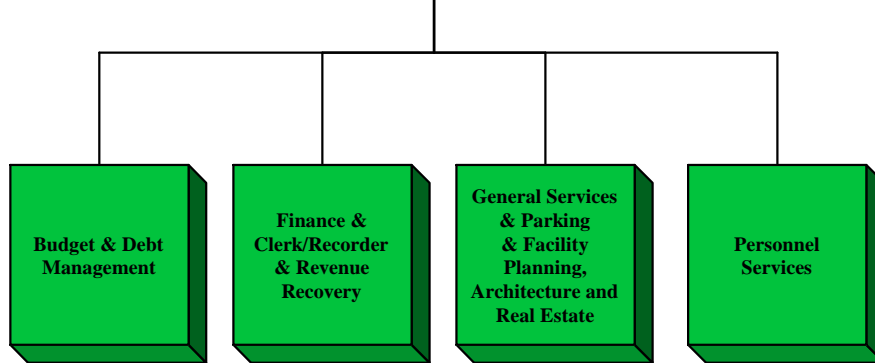 Budget & Debt
Management
Finance &
Clerk/Recorder
& Revenue
Recovery
General Services
& Parking
& Facility
Planning,
Architecture and
Real Estate
Personnel
Services